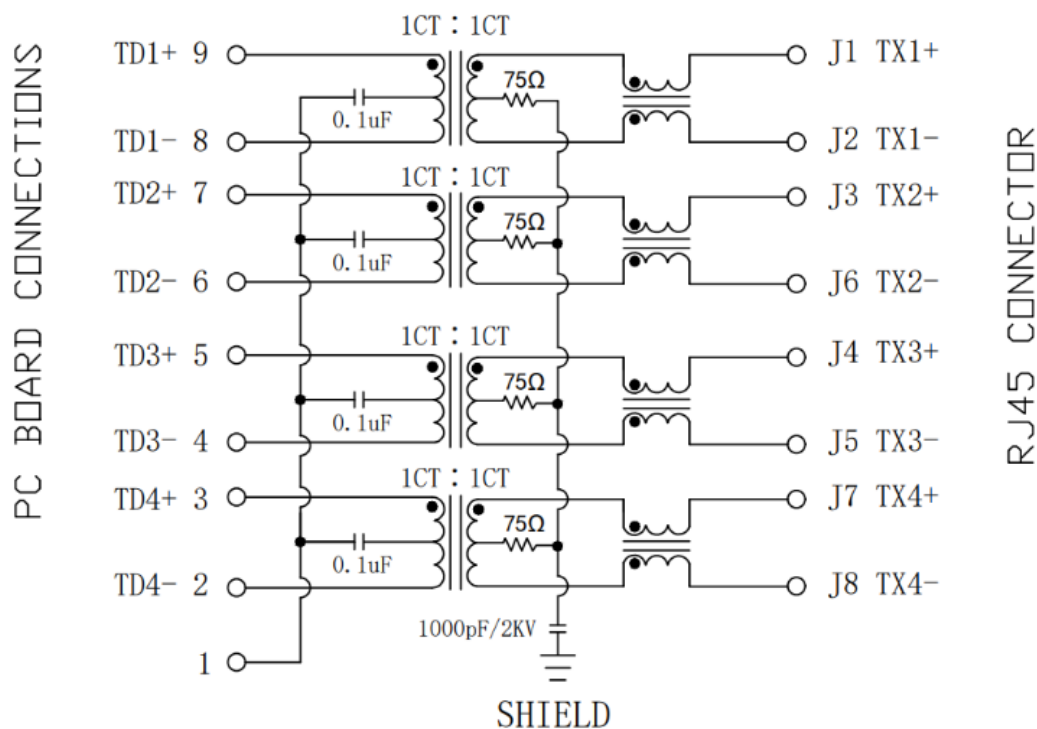 PC BOARD CONNECTIONS
1CT : 1CT
TD1+ 9
J1 TX1+
75Ω
0.1uF
TD1- 8
J2 TX1-
1CT : 1CT
TD2+ 7
J3 TX2+
75Ω
0.1uF
TD2- 6
J6 TX2-
1CT : 1CT
TD3+ 5
J4 TX3+
75Ω
0.1uF
TD3- 4
J5 TX3-
1CT : 1CT
TD4+ 3
J7 TX4+
75Ω
0.1uF
TD4- 2
J8 TX4-
1000pF/2KV
1
SHIELD
RJ45 CONNECTOR